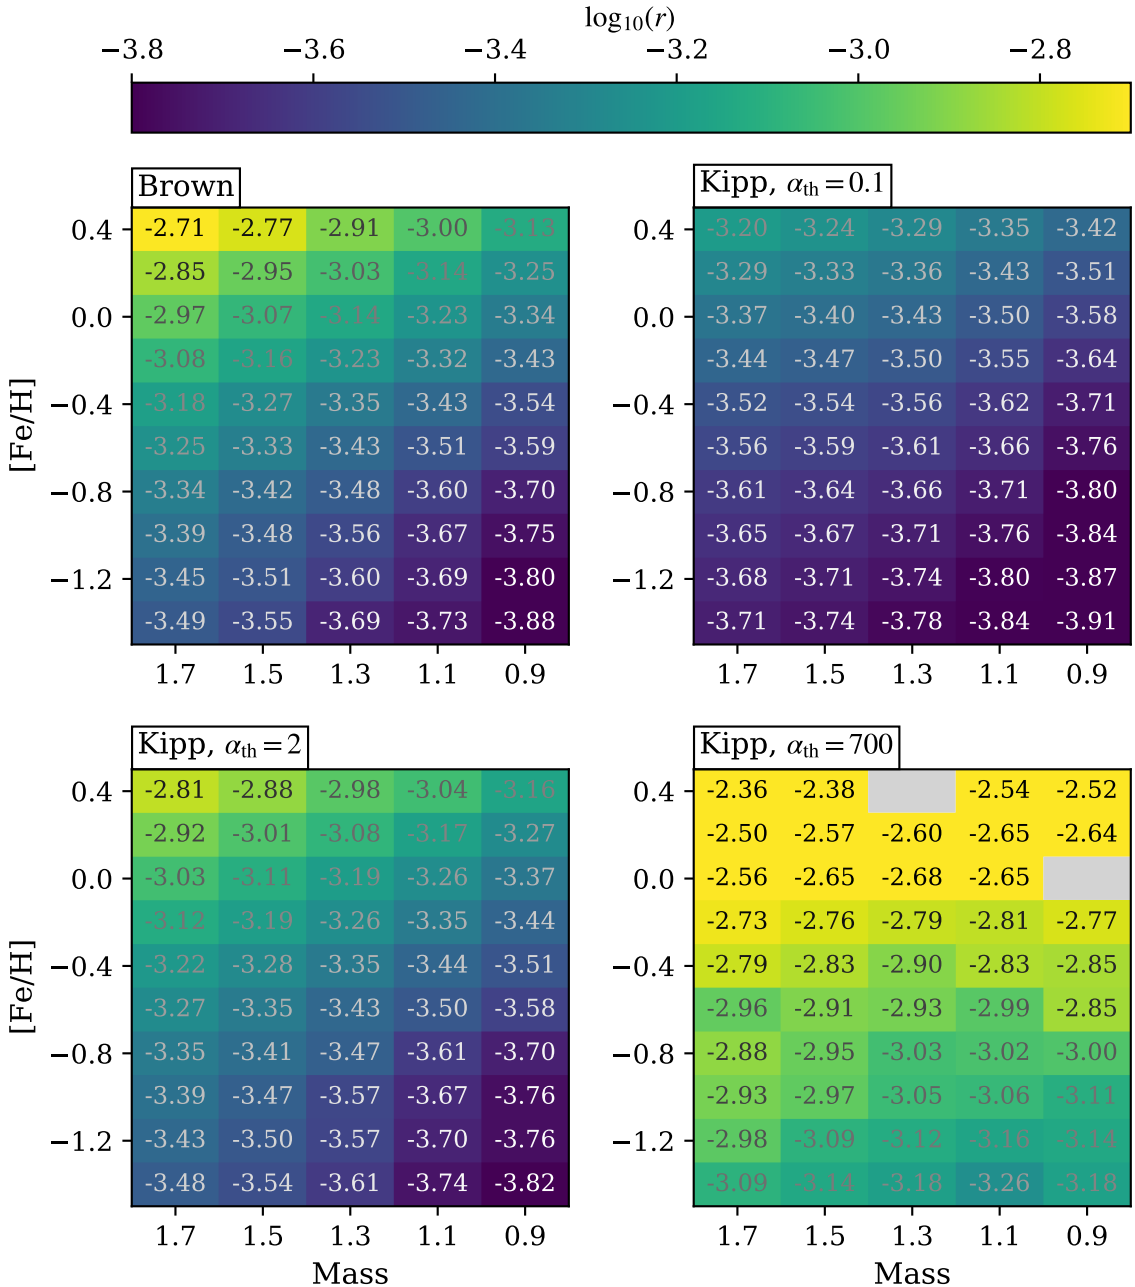 log₁₀(r)
−3.8 −3.6 −3.4 −3.2 −3.0 −2.8
Brown
0.4 -2.71 -2.77 -2.91 -3.00 -3.13
-2.85 -2.95 -3.03 -3.14 -3.25
0.0 -2.97 -3.07 -3.14 -3.23 -3.34
-3.08 -3.16 -3.23 -3.32 -3.43
−0.4 -3.18 -3.27 -3.35 -3.43 -3.54
-3.25 -3.33 -3.43 -3.51 -3.59
−0.8 -3.34 -3.42 -3.48 -3.60 -3.70
-3.39 -3.48 -3.56 -3.67 -3.75
−1.2 -3.45 -3.51 -3.60 -3.69 -3.80
-3.49 -3.55 -3.69 -3.73 -3.88
1.7 1.5 1.3 1.1 0.9
[Fe/H]
Kipp, αth = 0.1
-3.20 -3.24 -3.29 -3.35 -3.42
-3.29 -3.33 -3.36 -3.43 -3.51
-3.37 -3.40 -3.43 -3.50 -3.58
-3.44 -3.47 -3.50 -3.55 -3.64
-3.52 -3.54 -3.56 -3.62 -3.71
-3.56 -3.59 -3.61 -3.66 -3.76
-3.61 -3.64 -3.66 -3.71 -3.80
-3.65 -3.67 -3.71 -3.76 -3.84
-3.68 -3.71 -3.74 -3.80 -3.87
-3.71 -3.74 -3.78 -3.84 -3.91
1.7 1.5 1.3 1.1 0.9
Kipp, αth = 2
0.4 -2.81 -2.88 -2.98 -3.04 -3.16
-2.92 -3.01 -3.08 -3.17 -3.27
0.0 -3.03 -3.11 -3.19 -3.26 -3.37
-3.12 -3.19 -3.26 -3.35 -3.44
−0.4 -3.22 -3.28 -3.35 -3.44 -3.51
-3.27 -3.35 -3.43 -3.50 -3.58
−0.8 -3.35 -3.41 -3.47 -3.61 -3.70
-3.39 -3.47 -3.57 -3.67 -3.76
−1.2 -3.43 -3.50 -3.57 -3.70 -3.76
-3.48 -3.54 -3.61 -3.74 -3.82
1.7 1.5 1.3 1.1 0.9
Mass
[Fe/H]
Kipp, αth = 700
0.4 -2.36 -2.38 -2.54 -2.52
-2.50 -2.57 -2.60 -2.65 -2.64
0.0 -2.56 -2.65 -2.68 -2.65
-2.73 -2.76 -2.79 -2.81 -2.77
−0.4 -2.79 -2.83 -2.90 -2.83 -2.85
-2.96 -2.91 -2.93 -2.99 -2.85
−0.8 -2.88 -2.95 -3.03 -3.02 -3.00
-2.93 -2.97 -3.05 -3.06 -3.11
−1.2 -2.98 -3.09 -3.12 -3.16 -3.14
-3.09 -3.14 -3.18 -3.26 -3.18
1.7 1.5 1.3 1.1 0.9
Mass